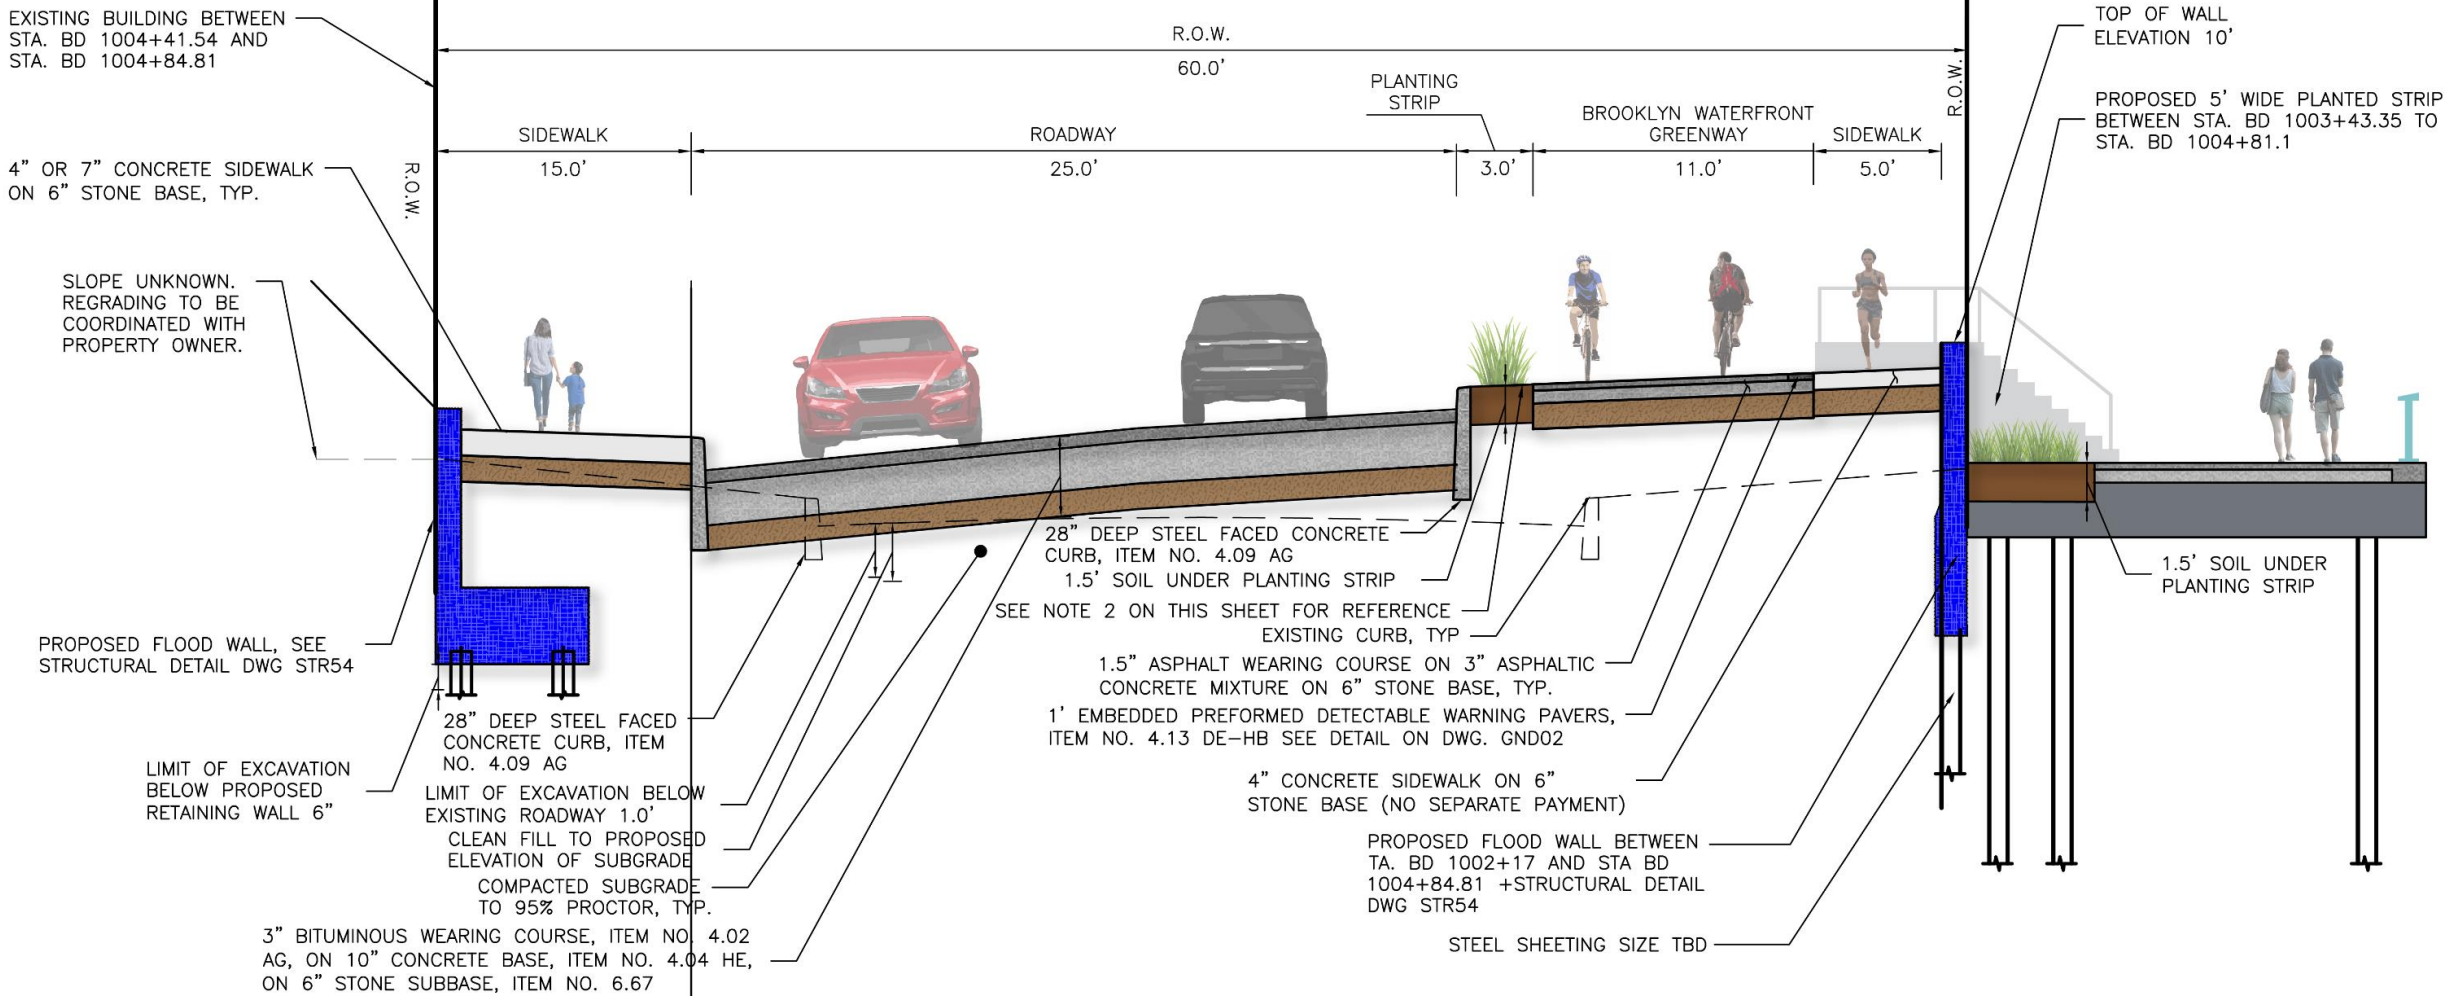 EXISTING BUILDING BETWEEN
STA. BD 1004+41.54 AND
STA. BD 1004+84.81
R.O.W.
60.0'
TOP OF WALL
ELEVATION 10'
PROPOSED 5' WIDE PLANTED STRIP
BETWEEN STA. BD 1003+43.35 TO
STA. BD 1004+81.1
R.O.W.
PLANTING
STRIP
SIDEWALK
15.0'
ROADWAY
25.0'
3.0'
BROOKLYN WATERFRONT
GREENWAY
11.0'
SIDEWALK
5.0'
4" OR 7" CONCRETE SIDEWALK
ON 6" STONE BASE, TYP.
R.O.W.
SLOPE UNKNOWN.
REGRADING TO BE
COORDINATED WITH
PROPERTY OWNER.
PROPOSED FLOOD WALL, SEE
STRUCTURAL DETAIL DWG STR54
LIMIT OF EXCAVATION
BELOW PROPOSED
RETAINING WALL 6"
28" DEEP STEEL FACED
CONCRETE CURB, ITEM
NO. 4.09 AG
LIMIT OF EXCAVATION BELOW
EXISTING ROADWAY 1.0'
CLEAN FILL TO PROPOSED
ELEVATION OF SUBGRADE
COMPACTED SUBGRADE
TO 95% PROCTOR, TYP.
3" BITUMINOUS WEARING COURSE, ITEM NO. 4.02
AG, ON 10" CONCRETE BASE, ITEM NO. 4.04 HE,
ON 6" STONE SUBBASE, ITEM NO. 6.67
28" DEEP STEEL FACED CONCRETE
CURB, ITEM NO. 4.09 AG
1.5' SOIL UNDER PLANTING STRIP
SEE NOTE 2 ON THIS SHEET FOR REFERENCE
EXISTING CURB, TYP
1.5" ASPHALT WEARING COURSE ON 3" ASPHALTIC
CONCRETE MIXTURE ON 6" STONE BASE, TYP.
1' EMBEDDED PREFORMED DETECTABLE WARNING PAVERS,
ITEM NO. 4.13 DE-HB SEE DETAIL ON DWG. GND02
4" CONCRETE SIDEWALK ON 6"
STONE BASE (NO SEPARATE PAYMENT)
PROPOSED FLOOD WALL BETWEEN
TA. BD 1002+17 AND STA BD
1004+84.81 +STRUCTURAL DETAIL
DWG STR54
STEEL SHEETING SIZE TBD
1.5' SOIL UNDER
PLANTING STRIP